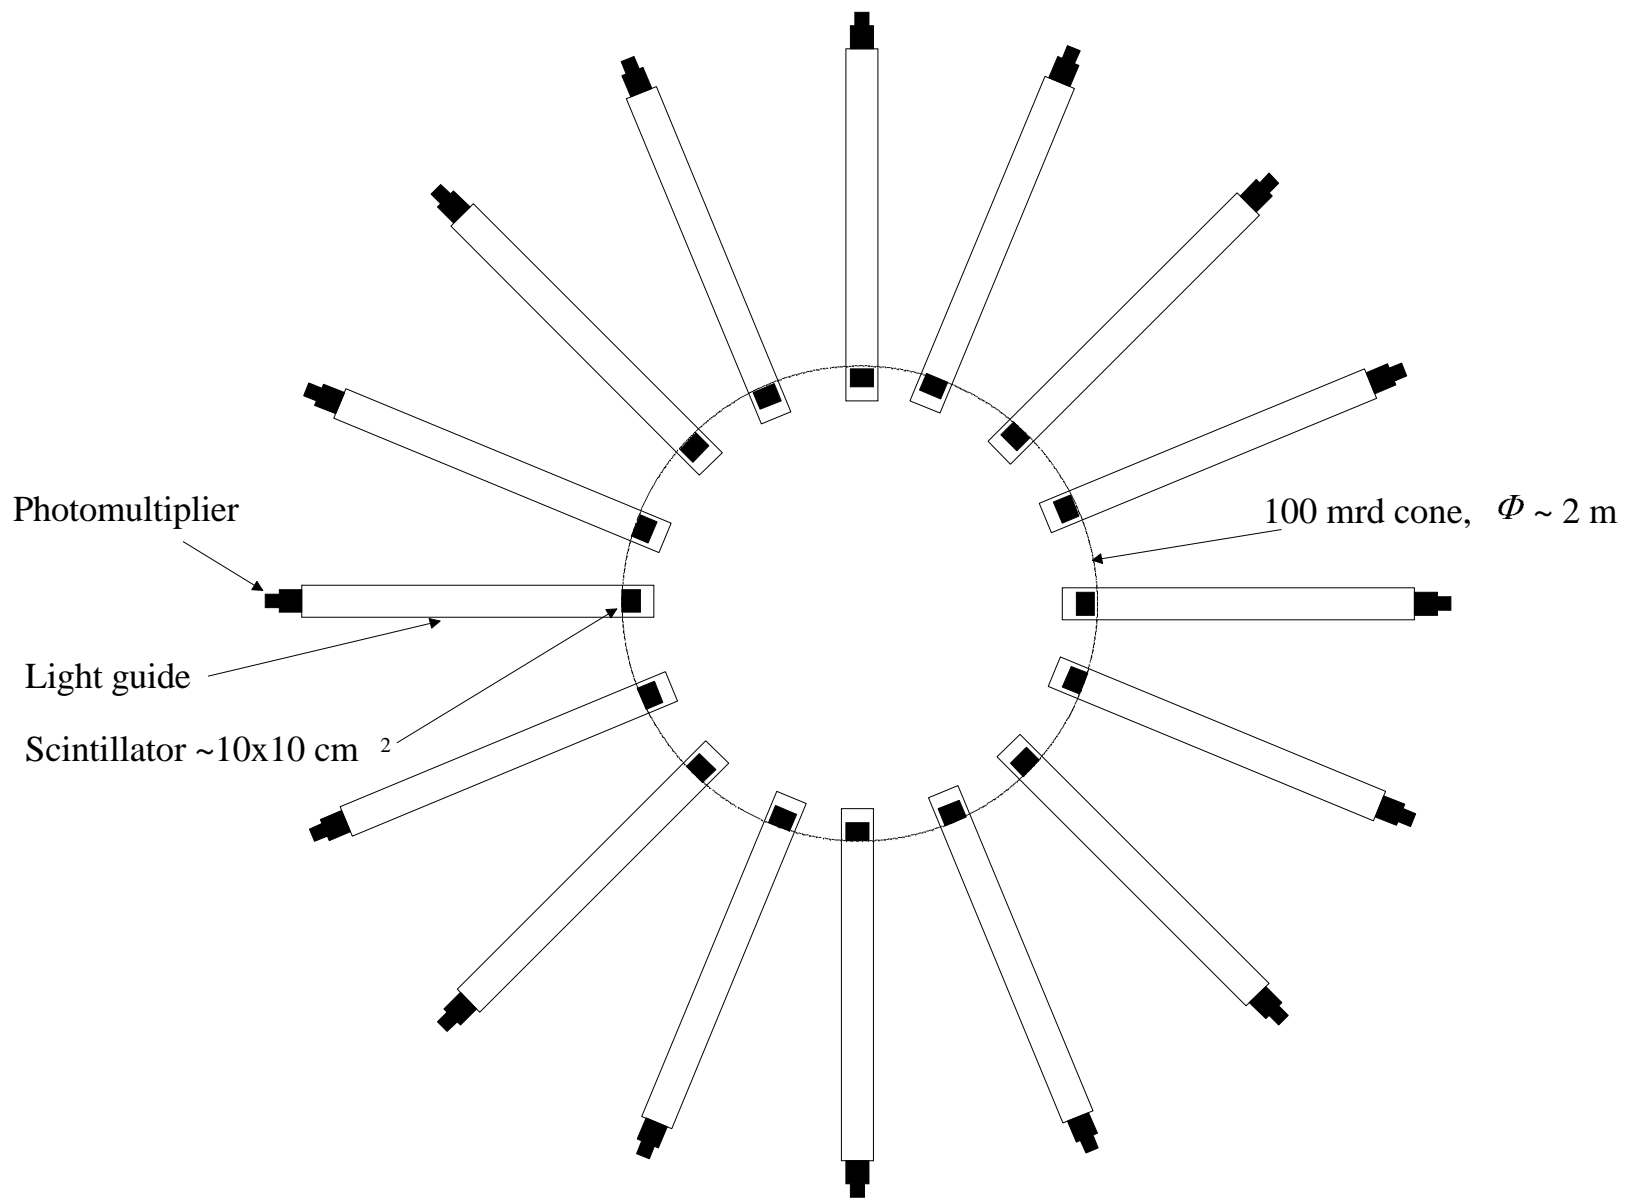 Photomultiplier
100 mrd cone, Φ ~ 2 m
Light guide
Scintillator ~10x10 cm ²